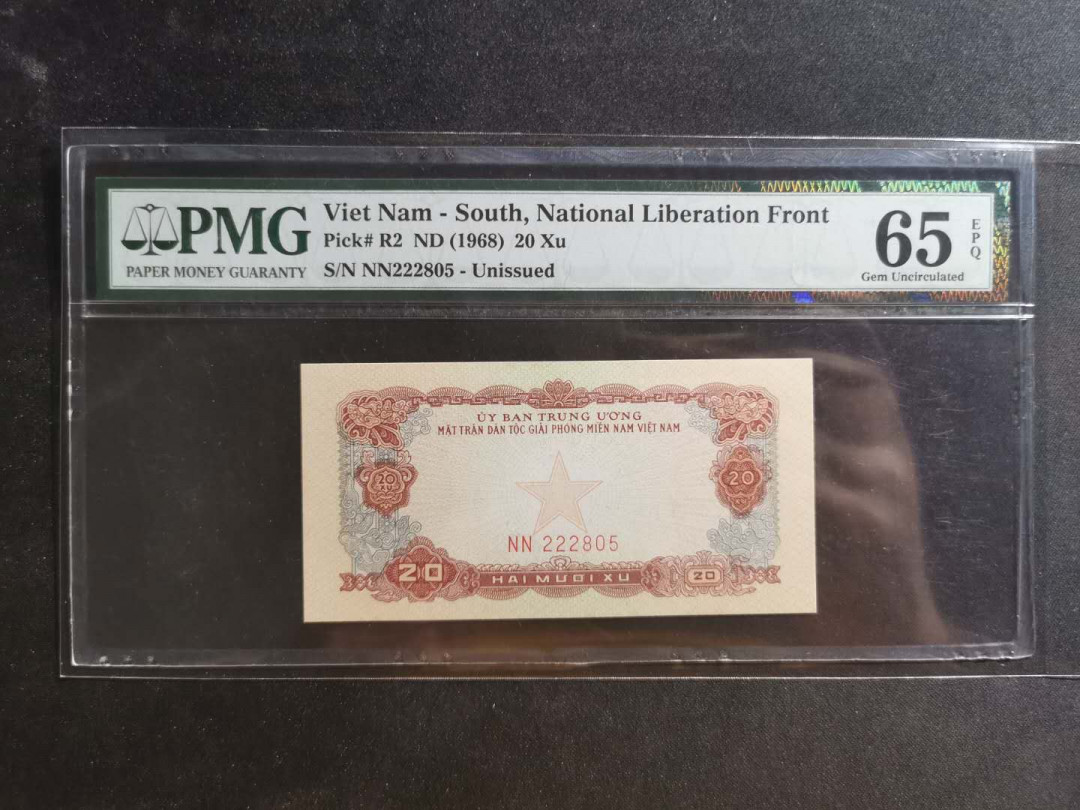 PMG
PAPER MONEY GUARANTY
Viet Nam - South, National Liberation Front
Pick# R2 ND (1968) 20 Xu
S/N NN222805 - Unissued
65
EPQ
Gem Uncirculated
ỦY BAN TRUNG ƯƠNG
MẶT TRẬN DÂN TỘC GIẢI PHÓNG MIỀN NAM VIỆT NAM
20
XU
20
NN 222805
20
HAI MƯƠI XU
20